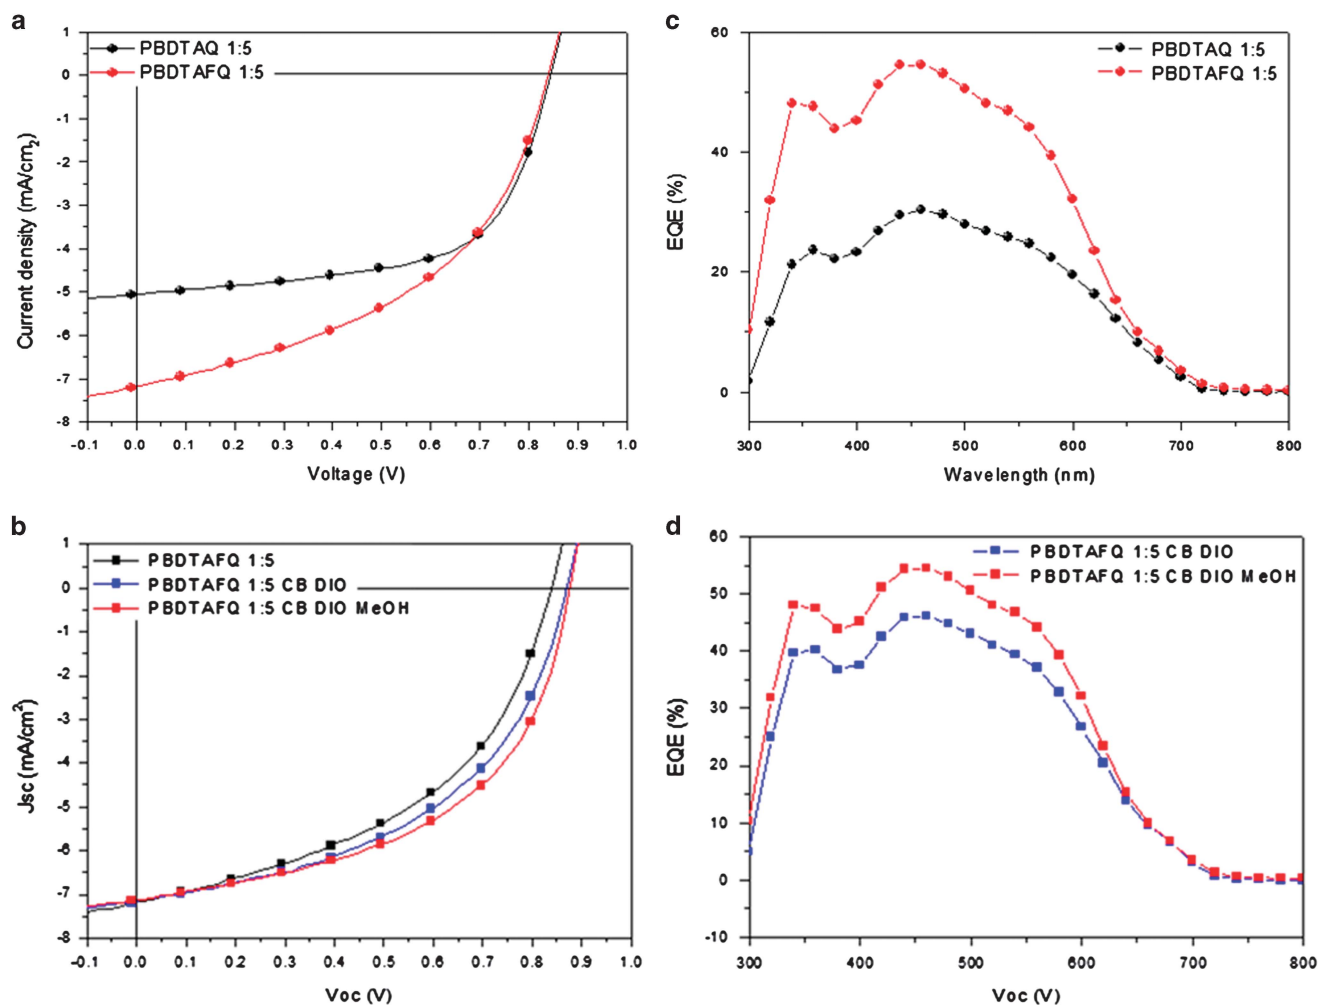 a
1
0
-1
-2
-3
-4
-5
-6
-7
-8
Current density (mA/cm2)
PBDTAQ 1:5
PBDTAFQ 1:5
-0.1 0.0 0.1 0.2 0.3 0.4 0.5 0.6 0.7 0.8 0.9 1.0
Voltage (V)
c
60
40
20
0
EQE (%)
PBDTAQ 1:5
PBDTAFQ 1:5
300 400 500 600 700 800
Wavelength (nm)
b
1
0
-1
-2
-3
-4
-5
-6
-7
-8
Jsc (mA/cm²)
PBDTAFQ 1:5
PBDTAFQ 1:5 CB DIO
PBDTAFQ 1:5 CB DIO MeOH
-0.1 0.0 0.1 0.2 0.3 0.4 0.5 0.6 0.7 0.8 0.9 1.0
Voc (V)
d
60
50
40
30
20
10
0
-10
EQE (%)
PBDTAFQ 1:5 CB DIO
PBDTAFQ 1:5 CB DIO MeOH
300 400 500 600 700 800
Voc (V)